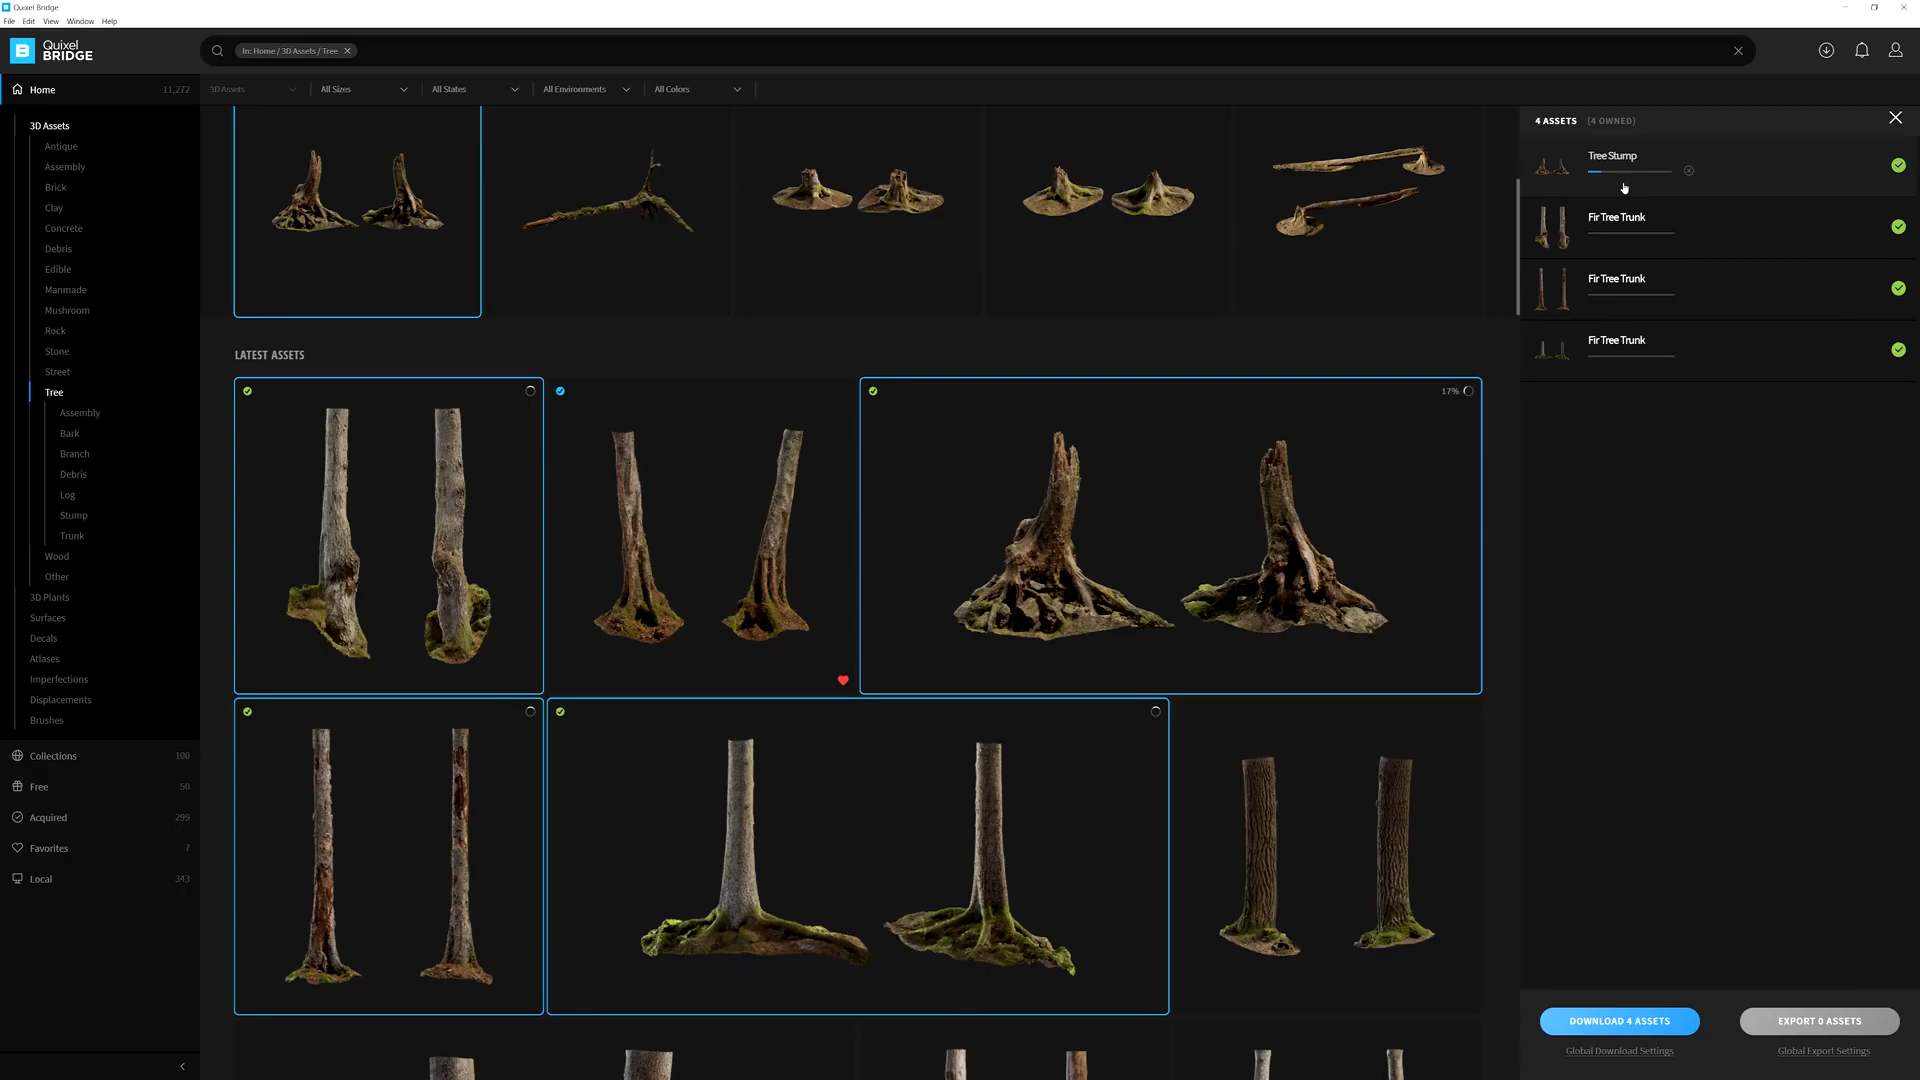 Quixel Bridge
File Edit View Window Help
Quixel
BRIDGE
In: Home / 3D Assets / Tree
Home 11,272
3D Assets
All Sizes
All States
All Environments
All Colors
3D Assets
Antique
Assembly
Brick
Clay
Concrete
Debris
Edible
Manmade
Mushroom
Rock
Stone
Street
Tree
Assembly
Bark
Branch
Debris
Log
Stump
Trunk
Wood
Other
3D Plants
Surfaces
Decals
Atlases
Imperfections
Displacements
Brushes
Collections 100
Free 50
Acquired 299
Favorites 7
Local 343
LATEST ASSETS
17%
4 ASSETS (4 OWNED)
Tree Stump
Fir Tree Trunk
Fir Tree Trunk
Fir Tree Trunk
DOWNLOAD 4 ASSETS
EXPORT 0 ASSETS
Global Download Settings
Global Export Settings